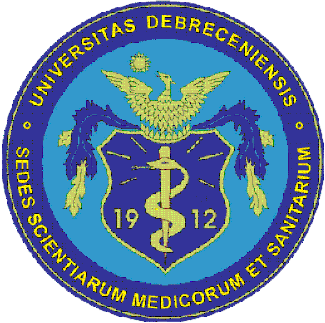 UNIVERSITAS DEBRECENIENSIS
SEDES SCIENTIARUM MEDICORUM ET SANITARIUM
19 12